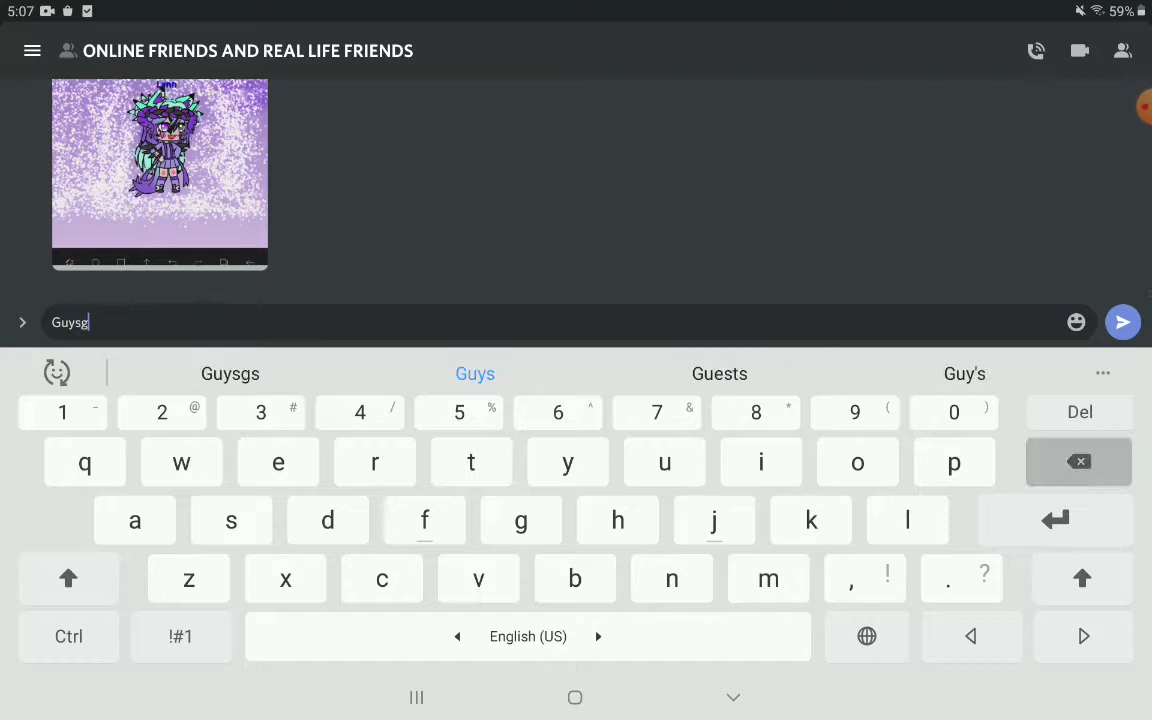 5:07
59%
ONLINE FRIENDS AND REAL LIFE FRIENDS
Lynn
Guysg
Guysgs Guys Guests Guy's ...
1 - 2 @ 3 # 4 / 5 % 6 ^ 7 & 8 * 9 ( 0 ) Del
q w e r t y u i o p
a s d f g h j k l
z x c v b n m , ! . ?
Ctrl !#1 English (US)